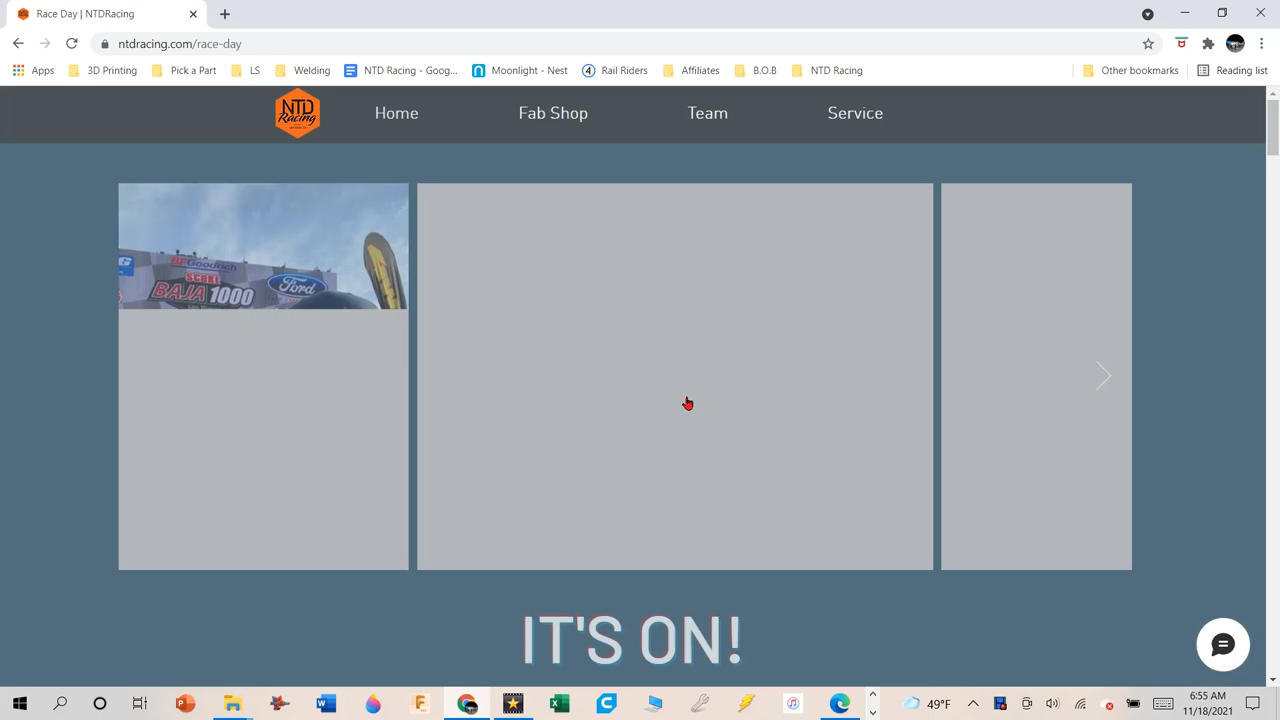 Race Day | NTDRacing
ntdracing.com/race-day
Apps 3D Printing Pick a Part LS Welding NTD Racing - Goog... Moonlight - Nest Rail Riders Affiliates B.O.B NTD Racing Other bookmarks Reading list
NTD Racing Home Fab Shop Team Service
BFGoodrich
SCORE
BAJA 1000
Ford
IT'S ON!
49°F
6:55 AM
11/18/2021